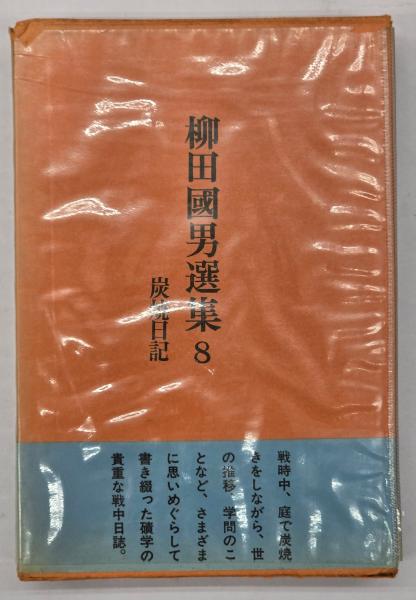 柳田國男選集8
炭焼日記
戦時中、庭で炭焼
きをしながら、世
の推移、学問のこ
となど、さまざま
に思いめぐらして
書き綴った碩学の
貴重な戦中日誌。